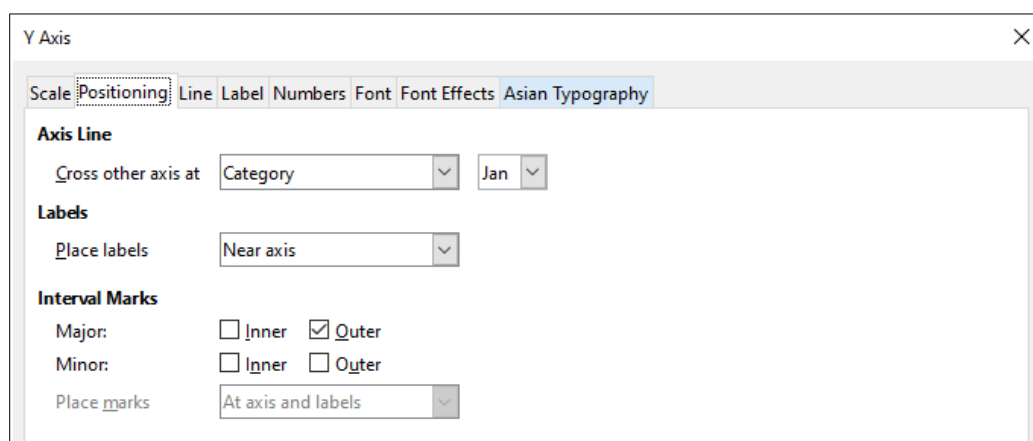 Y Axis
Scale Positioning Line Label Numbers Font Font Effects Asian Typography
Axis Line
Cross other axis at Category Jan
Labels
Place labels Near axis
Interval Marks
Major: Inner Outer
Minor: Inner Outer
Place marks At axis and labels